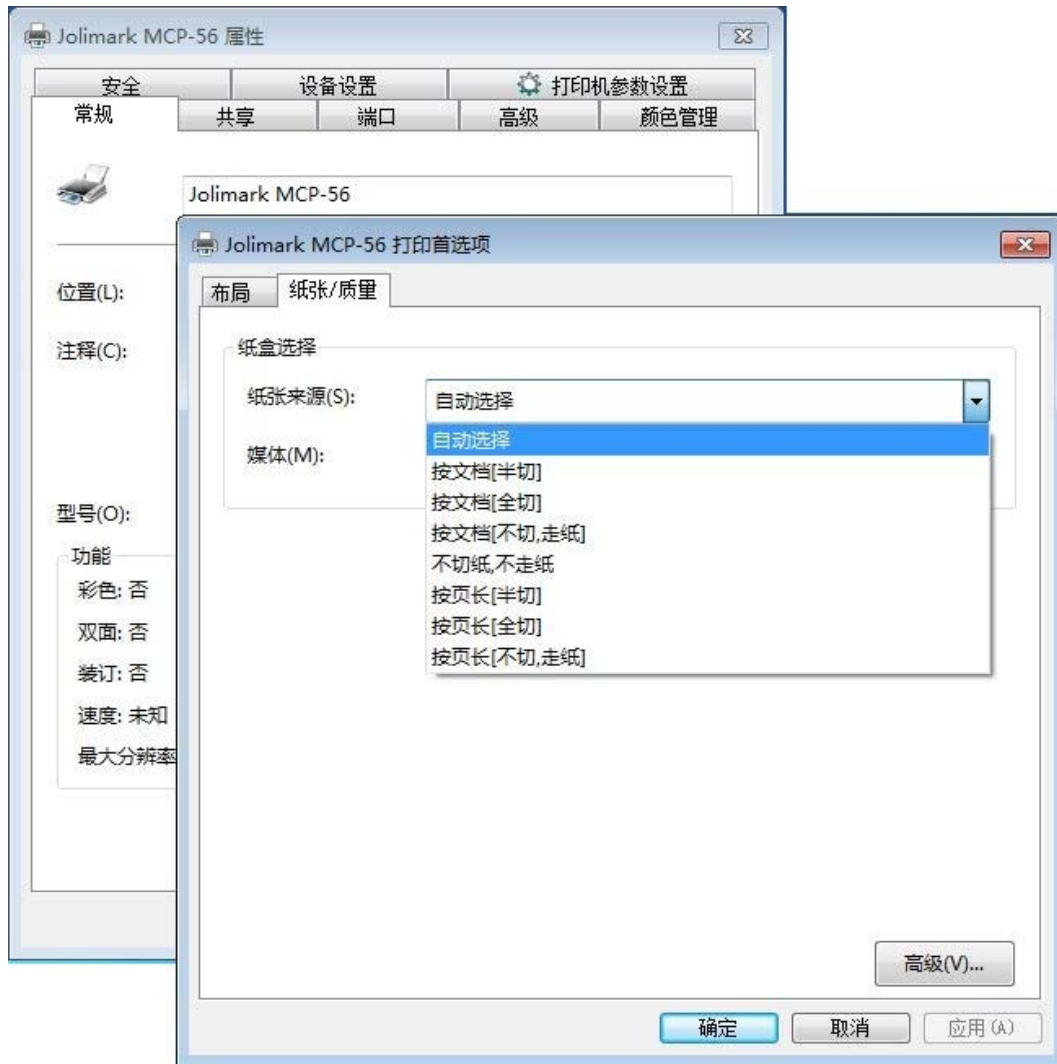 Jolimark MCP-56 属性
安全 设备设置 打印机参数设置
常规 共享 端口 高级 颜色管理
Jolimark MCP-56
位置(L):
注释(C):
型号(O):
功能
彩色: 否
双面: 否
装订: 否
速度: 未知
最大分辨率
Jolimark MCP-56 打印首选项
布局 纸张/质量
纸盒选择
纸张来源(S): 自动选择
媒体(M):
自动选择
按文档[半切]
按文档[全切]
按文档[不切,走纸]
不切纸,不走纸
按页长[半切]
按页长[全切]
按页长[不切,走纸]
高级(V)...
确定 取消 应用(A)